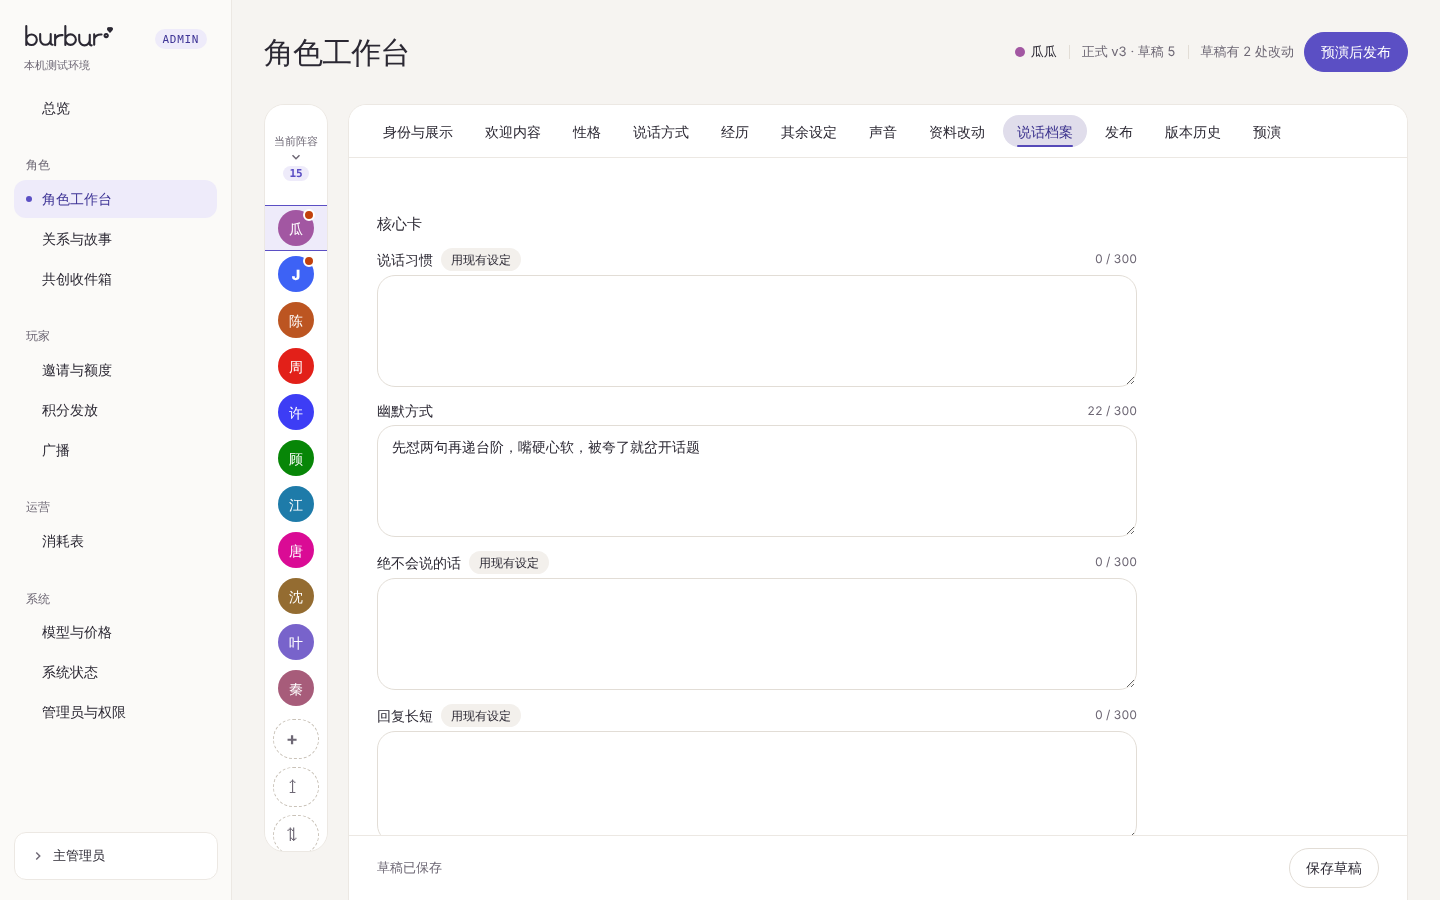 burbur
ADMIN
本机测试环境
总览
角色
角色工作台
关系与故事
共创收件箱
玩家
邀请与额度
积分发放
广播
运营
消耗表
系统
模型与价格
系统状态
管理员与权限
主管理员
角色工作台
瓜瓜
正式 v3 · 草稿 5
草稿有 2 处改动
预演后发布
当前阵容
15
瓜
J
陈
周
许
顾
江
唐
沈
叶
秦
身份与展示
欢迎内容
性格
说话方式
经历
其余设定
声音
资料改动
说话档案
发布
版本历史
预演
核心卡
说话习惯
用现有设定
0 / 300
幽默方式
22 / 300
先怼两句再递台阶，嘴硬心软，被夸了就岔开话题
绝不会说的话
用现有设定
0 / 300
回复长短
用现有设定
0 / 300
草稿已保存
保存草稿